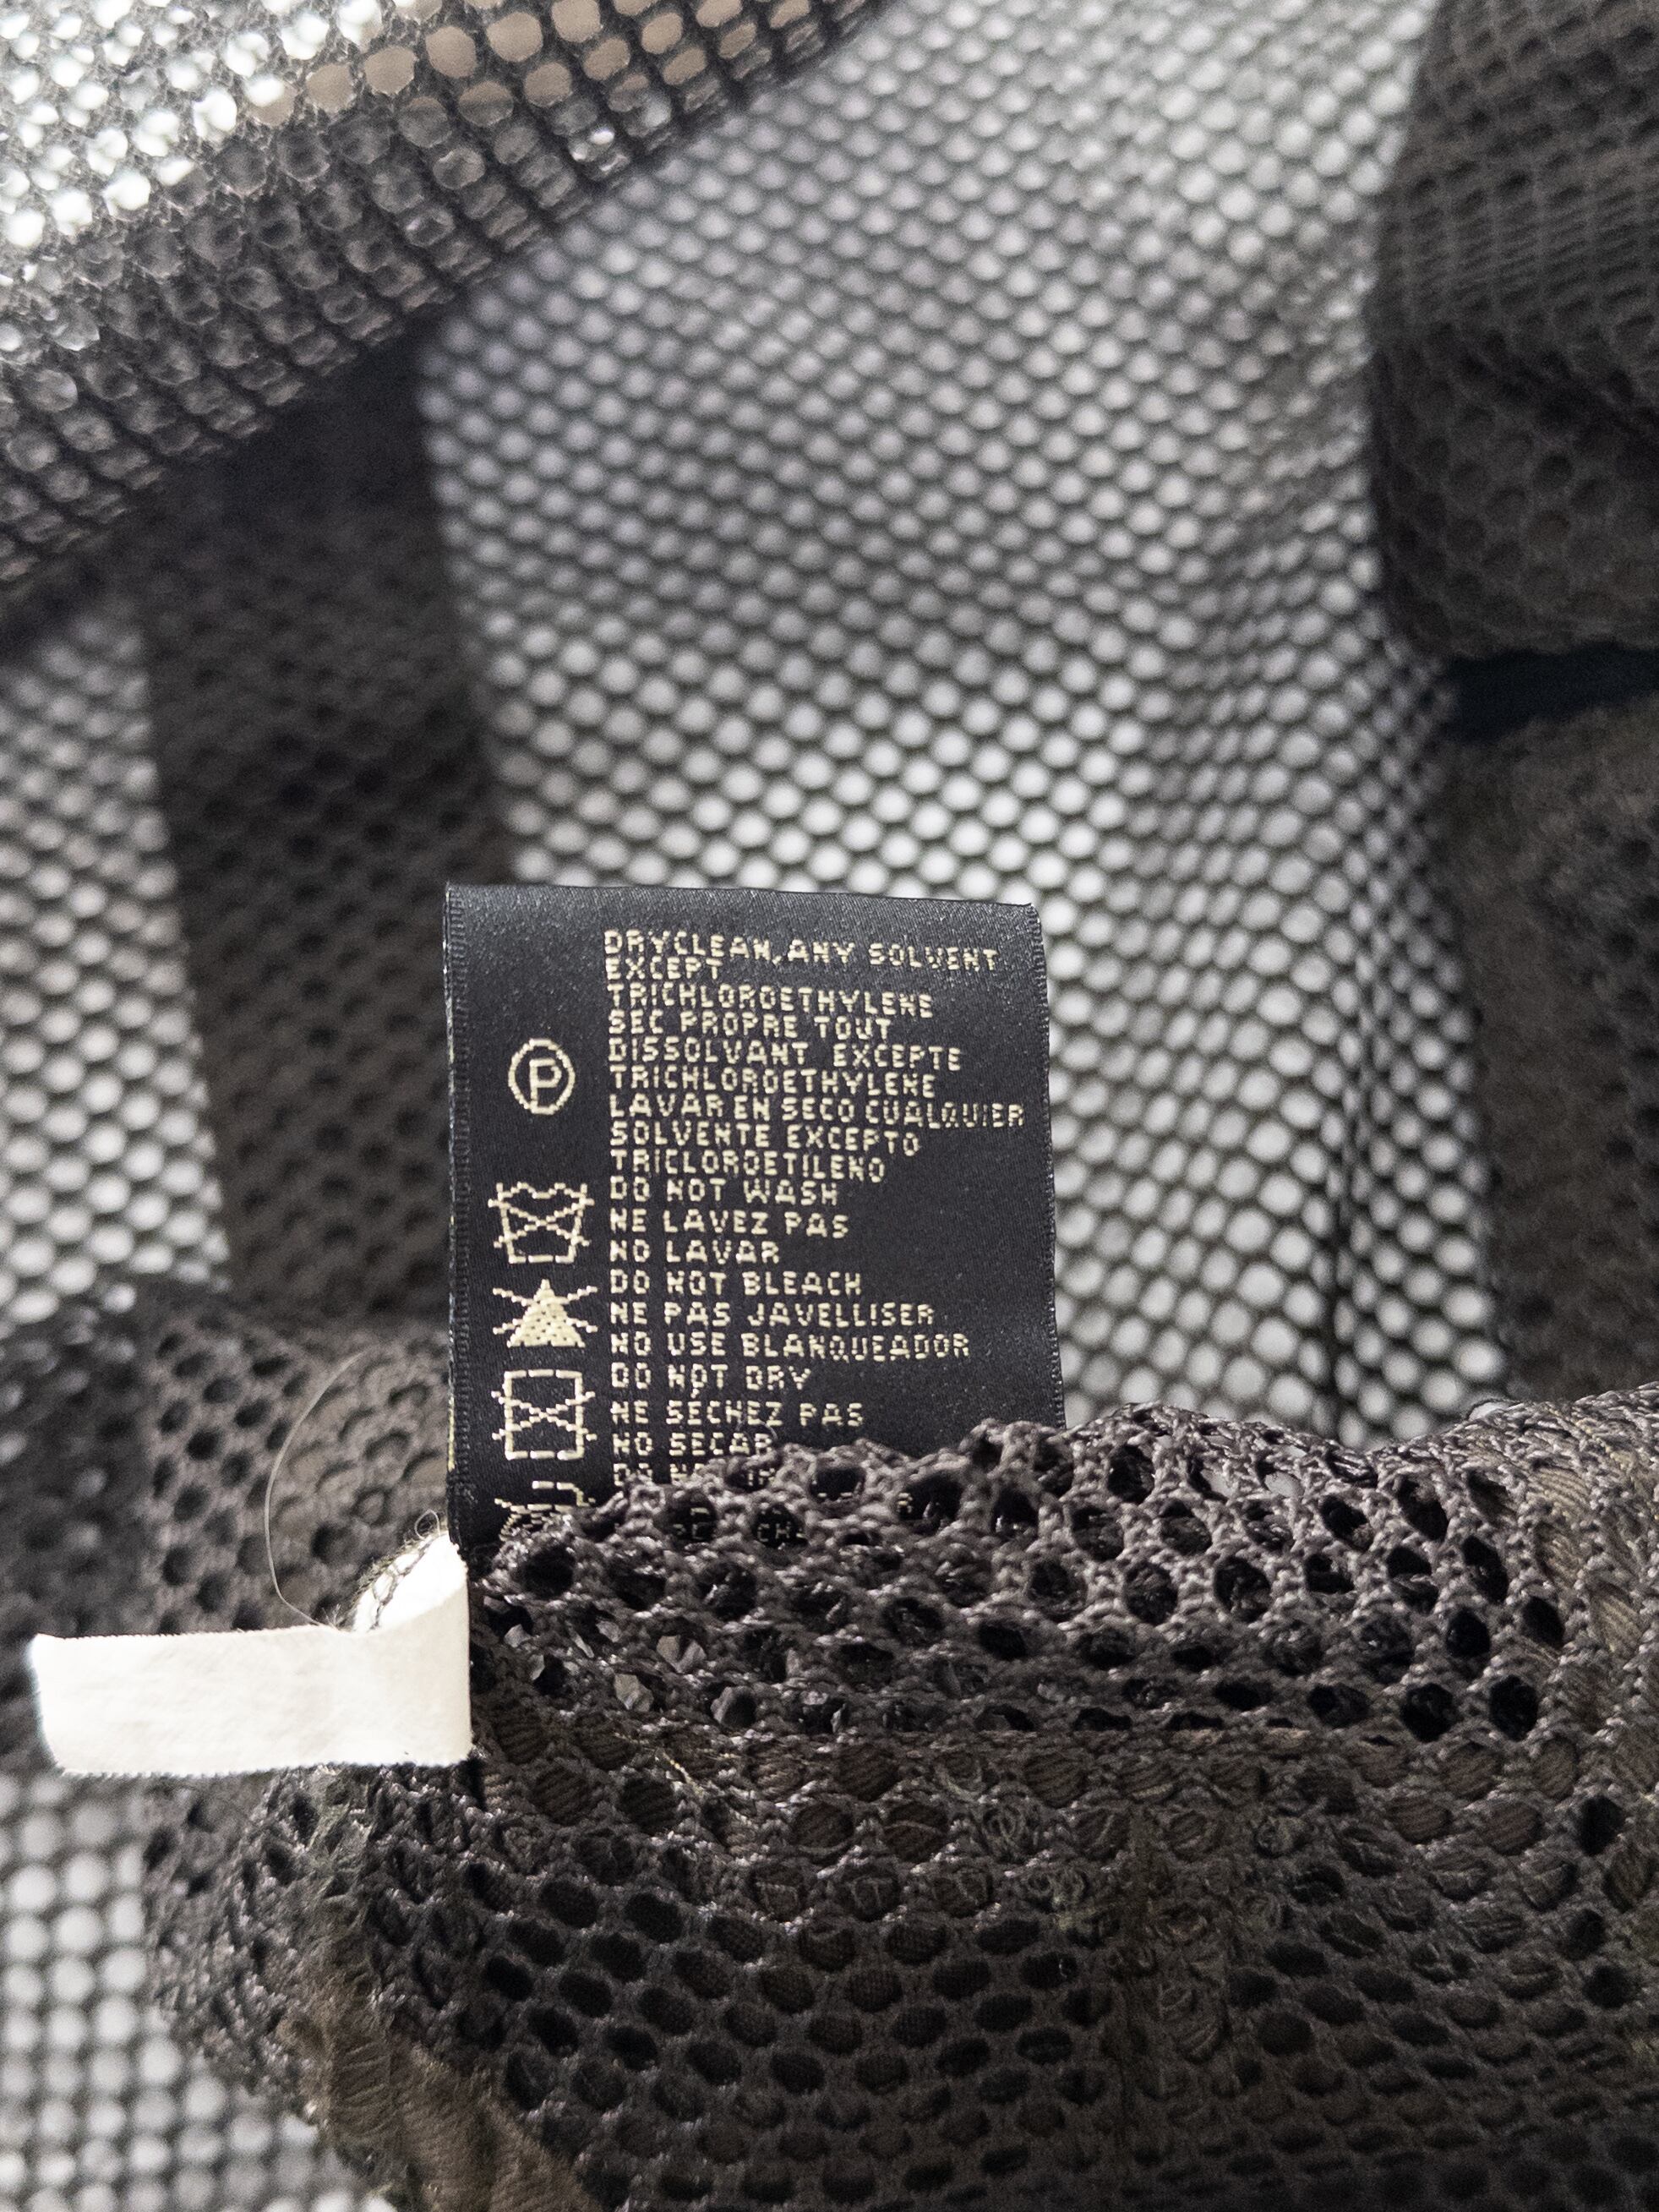 DRYCLEAN, ANY SOLVENT
EXCEPT
TRICHLOROETHYLENE
SEC PROPRE TOUT
DISSOLVANT EXCEPTE
TRICHLOROETHYLENE
LAVAR EN SECO CUALQUIER
SOLVENTE EXCEPTO
TRICLOROETILENO
P
DO NOT WASH
NE LAVEZ PAS
NO LAVAR
DO NOT BLEACH
NE PAS JAVELLISER
NO USE BLANQUEADOR
DO NOT DRY
NE SÉCHEZ PAS
NO SECAR
DO